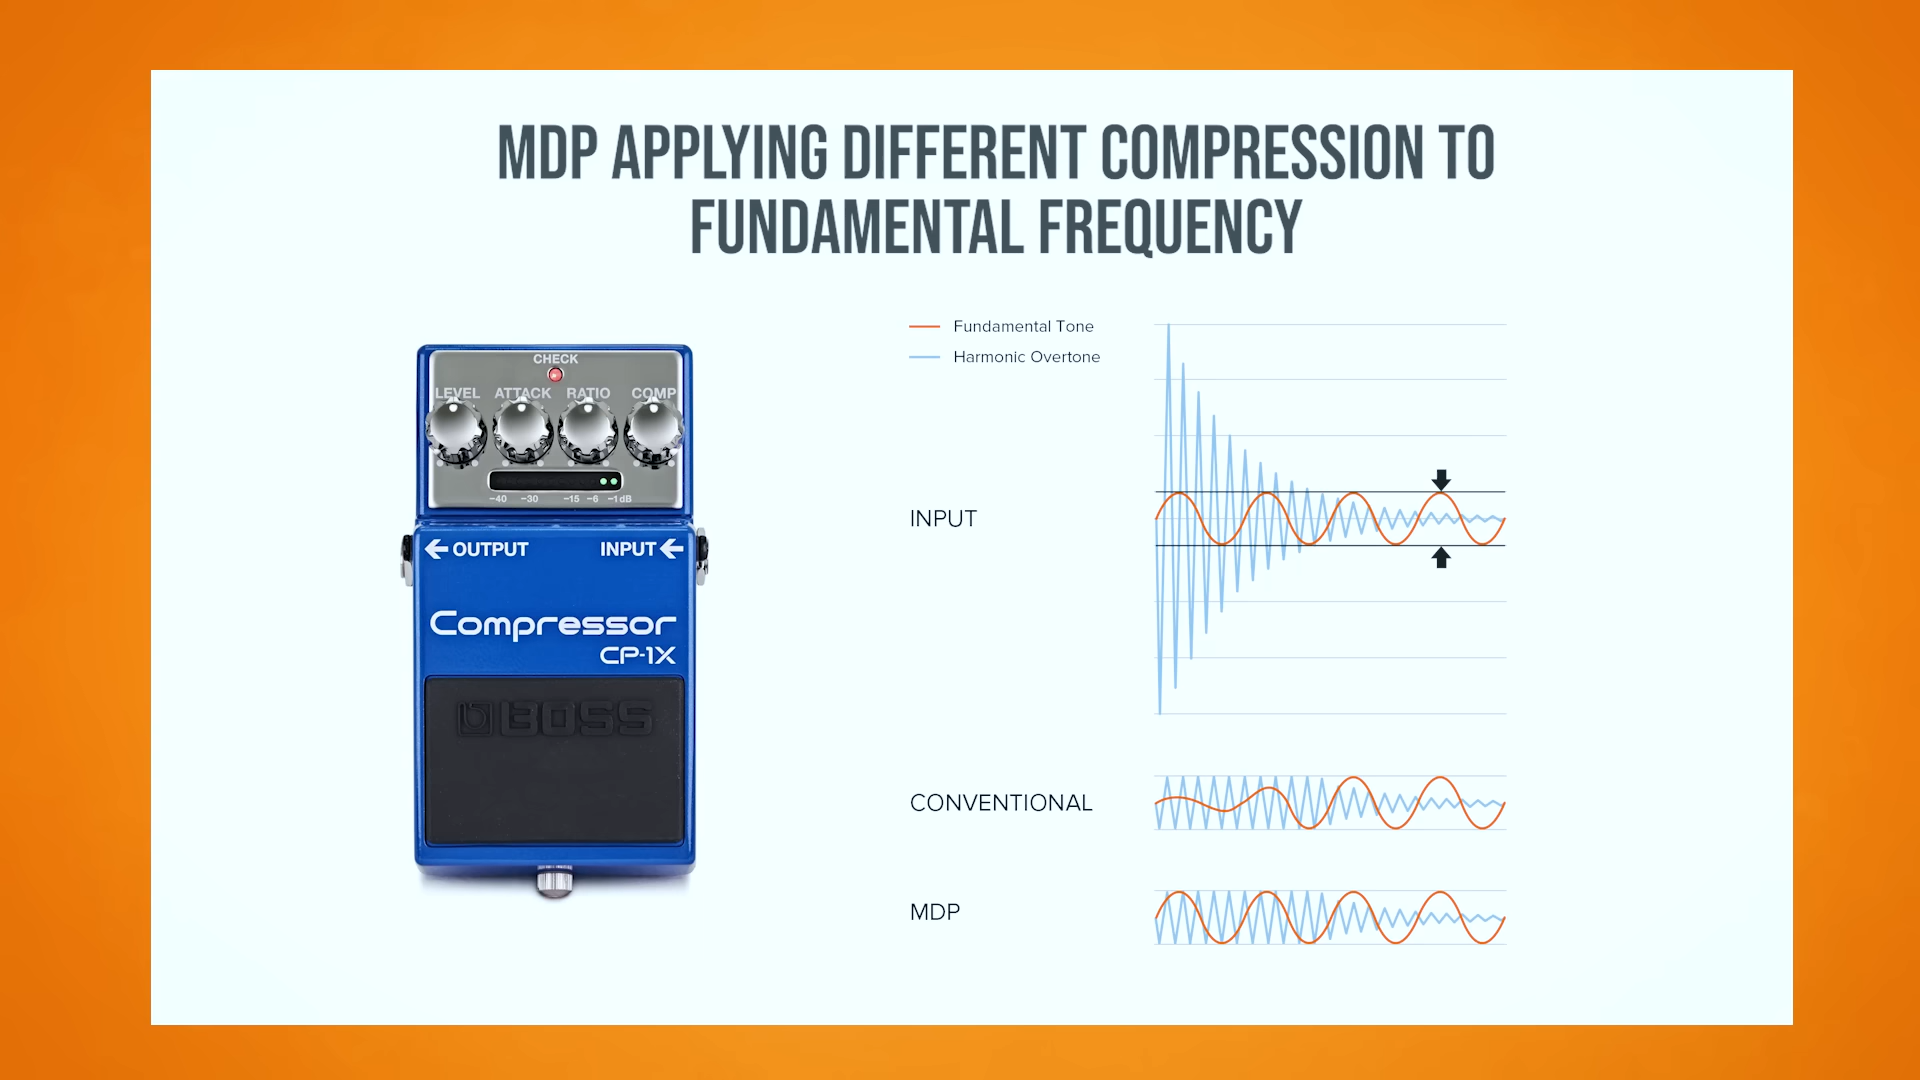 MDP APPLYING DIFFERENT COMPRESSION TO
FUNDAMENTAL FREQUENCY
Fundamental Tone
Harmonic Overtone
CHECK
LEVEL ATTACK RATIO COMP
−40 −30 −15 −6 −1dB
OUTPUT INPUT
Compressor
CP-1X
BOSS
INPUT
CONVENTIONAL
MDP